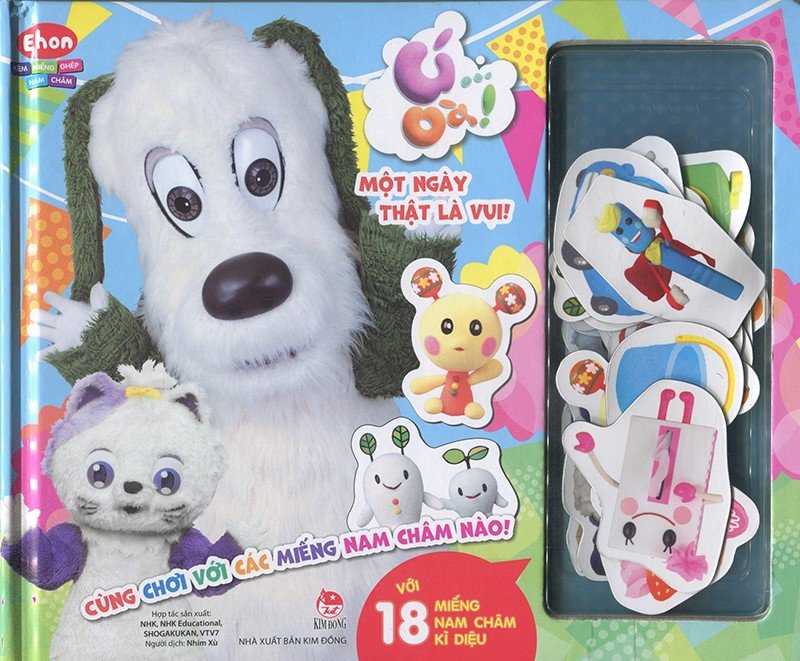 Ehon
KÈM MIẾNG GHÉP
NAM CHÂM
Ú...
Oà!
MỘT NGÀY
THẬT LÀ VUI!
CÙNG CHƠI VỚI CÁC MIẾNG NAM CHÂM NÀO!
Hợp tác sản xuất:
NHK, NHK Educational,
SHOGAKUKAN, VTV7
Người dịch: Nhím Xù
KIM ĐỒNG
NHÀ XUẤT BẢN KIM ĐỒNG
VỚI
18
MIẾNG
NAM CHÂM
KÌ DIỆU